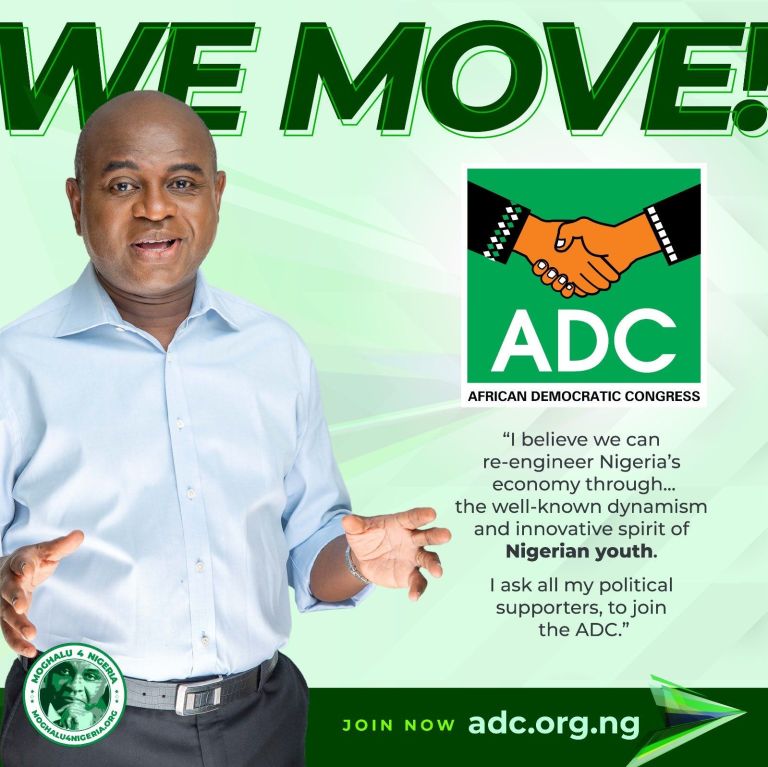 WE MOVE!
ADC
AFRICAN DEMOCRATIC CONGRESS
“I believe we can
re-engineer Nigeria’s
economy through...
the well-known dynamism
and innovative spirit of
Nigerian youth.
I ask all my political
supporters, to join
the ADC.”
MOGHALU 4 NIGERIA
MOGHALU4NIGERIA.ORG
JOIN NOW adc.org.ng